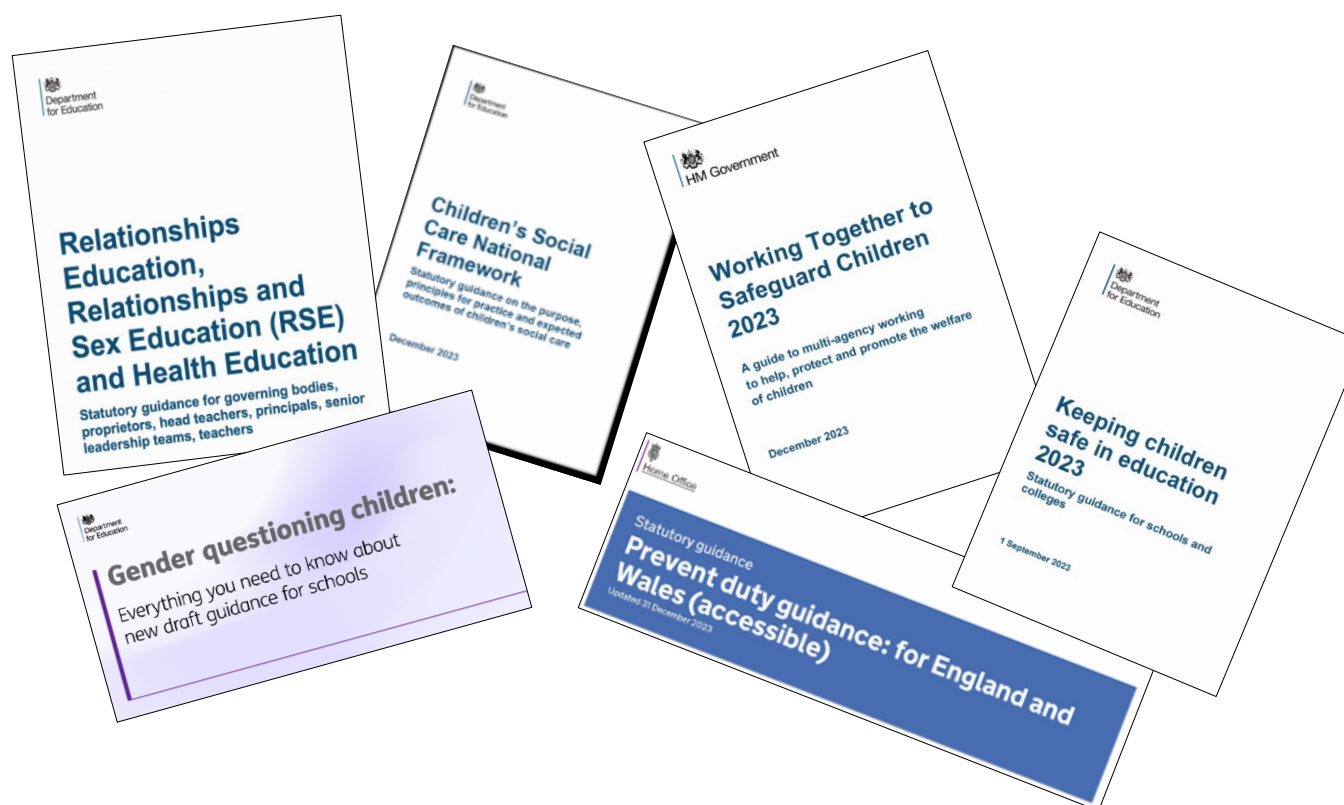 Department
for Education
Relationships
Education,
Relationships and
Sex Education (RSE)
and Health Education
Statutory guidance for governing bodies,
proprietors, head teachers, principals, senior
leadership teams, teachers
Department
for Education
Children's Social
Care National
Framework
Statutory guidance on the purpose,
principles for practice and expected
outcomes of children's social care
December 2023
HM Government
Working Together to
Safeguard Children
2023
A guide to multi-agency working
to help, protect and promote the welfare
of children
December 2023
Department
for Education
Keeping children
safe in education
2023
Statutory guidance for schools and
colleges
1 September 2023
Department
for Education
Gender questioning children:
Everything you need to know about
new draft guidance for schools
Home Office
Statutory guidance
Prevent duty guidance: for England and
Wales (accessible)
Updated 31 December 2023